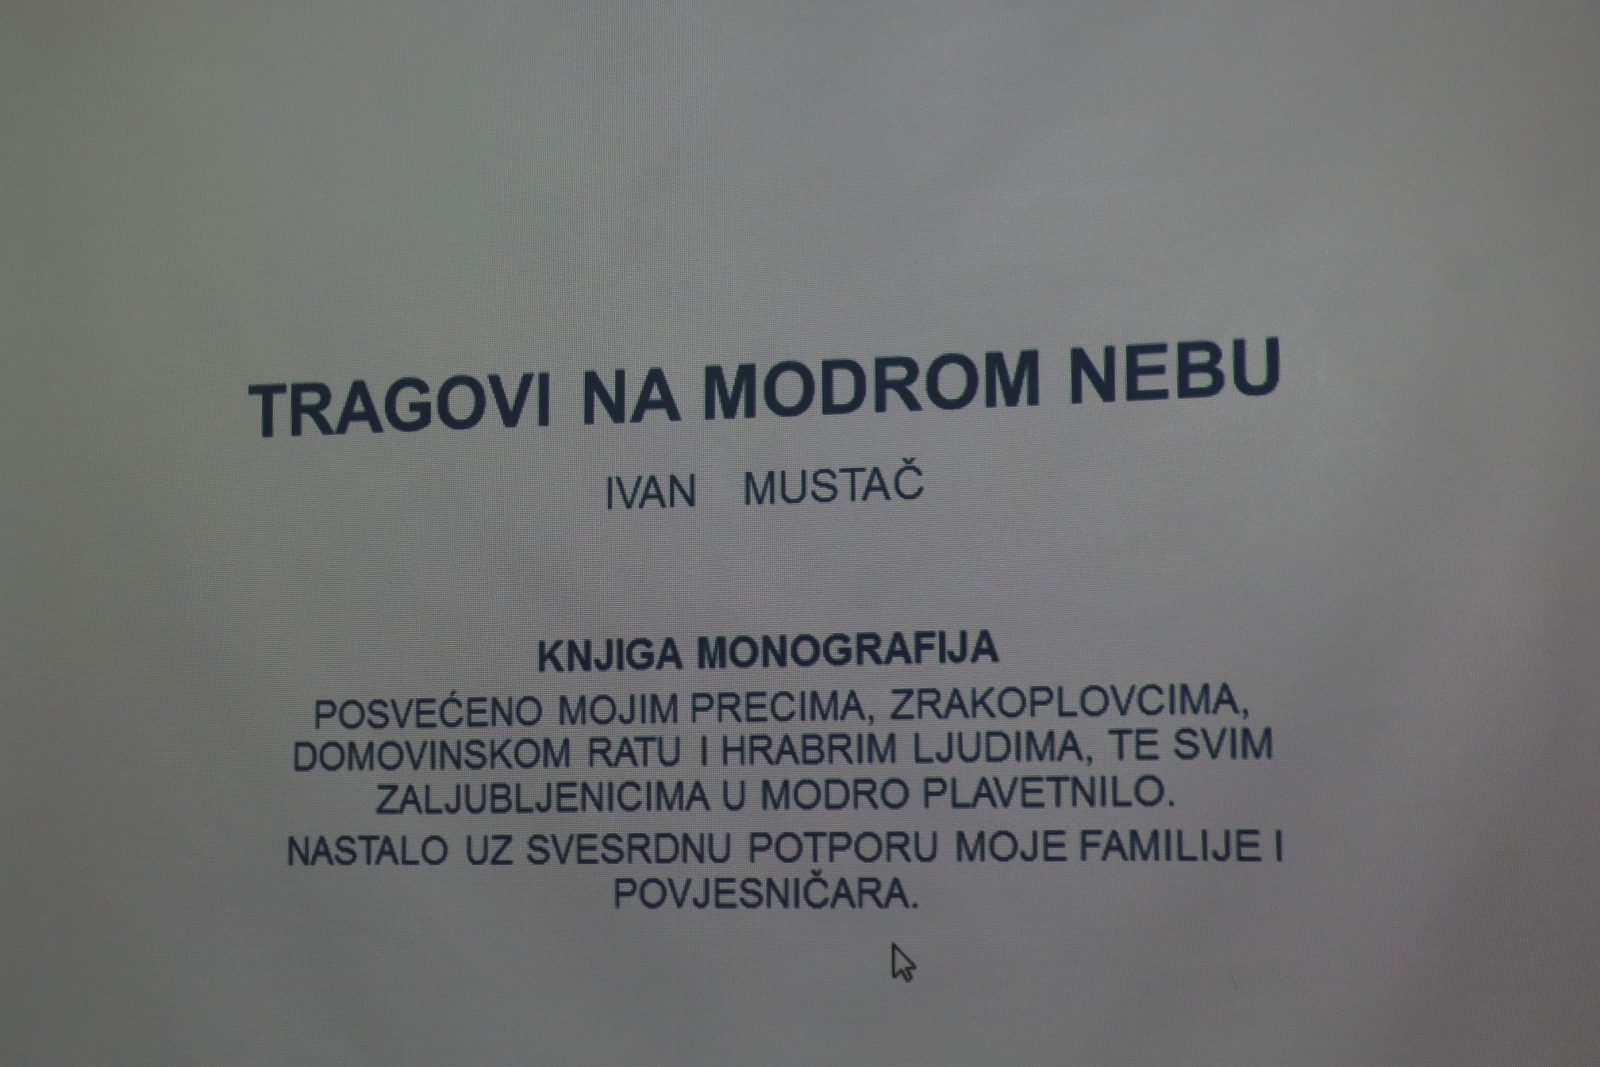 TRAGOVI NA MODROM NEBU
IVAN MUSTAČ
KNJIGA MONOGRAFIJA
POSVEĆENO MOJIM PRECIMA, ZRAKOPLOVCIMA,
DOMOVINSKOM RATU I HRABRIM LJUDIMA, TE SVIM
ZALJUBLJENICIMA U MODRO PLAVETNILO.
NASTALO UZ SVESRDNU POTPORU MOJE FAMILIJE I
POVJESNIČARA.